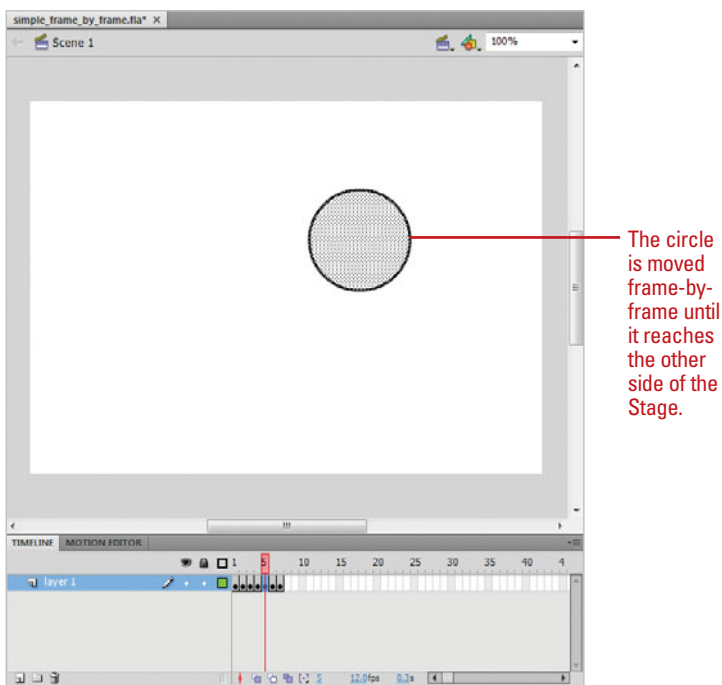 simple_frame_by_frame.fla* ×
Scene 1
100%
The circle
is moved
frame-by-
frame until
it reaches
the other
side of the
Stage.
TIMELINE MOTION EDITOR
1 5 10 15 20 25 30 35 40 4
layer 1
5 12.0fps 0.3s